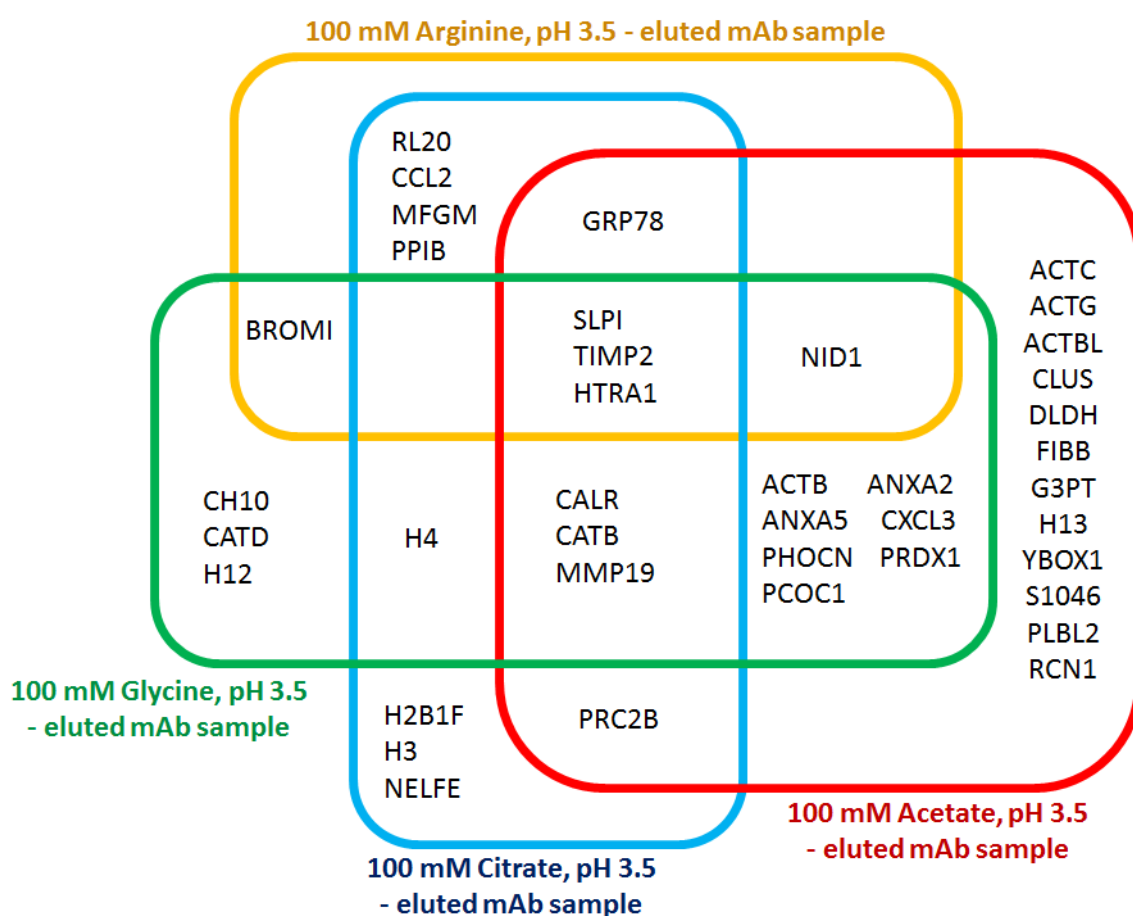 100 mM Arginine, pH 3.5 - eluted mAb sample
RL20
CCL2
MFGM
PPIB
GRP78
BROMI
SLPI
TIMP2
HTRA1
NID1
ACTC
ACTG
ACTBL
CLUS
DLDH
FIBB
G3PT
H13
YBOX1
S1046
PLBL2
RCN1
CH10
CATD
H12
H4
CALR
CATB
MMP19
ACTB ANXA2
ANXA5 CXCL3
PHOCN PRDX1
PCOC1
100 mM Glycine, pH 3.5
- eluted mAb sample
H2B1F
H3
NELFE
PRC2B
100 mM Acetate, pH 3.5
- eluted mAb sample
100 mM Citrate, pH 3.5
- eluted mAb sample